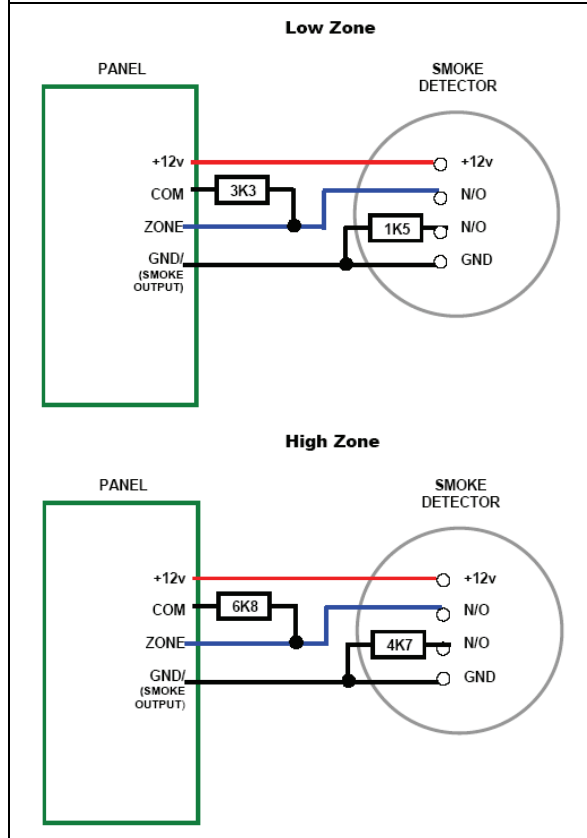 Low Zone
PANEL
SMOKE
DETECTOR
+12v
+12v
COM
3K3
N/O
ZONE
1K5
N/O
GND/
(SMOKE
OUTPUT)
GND
High Zone
PANEL
SMOKE
DETECTOR
+12v
+12v
COM
6K8
N/O
ZONE
4K7
N/O
GND/
(SMOKE
OUTPUT)
GND